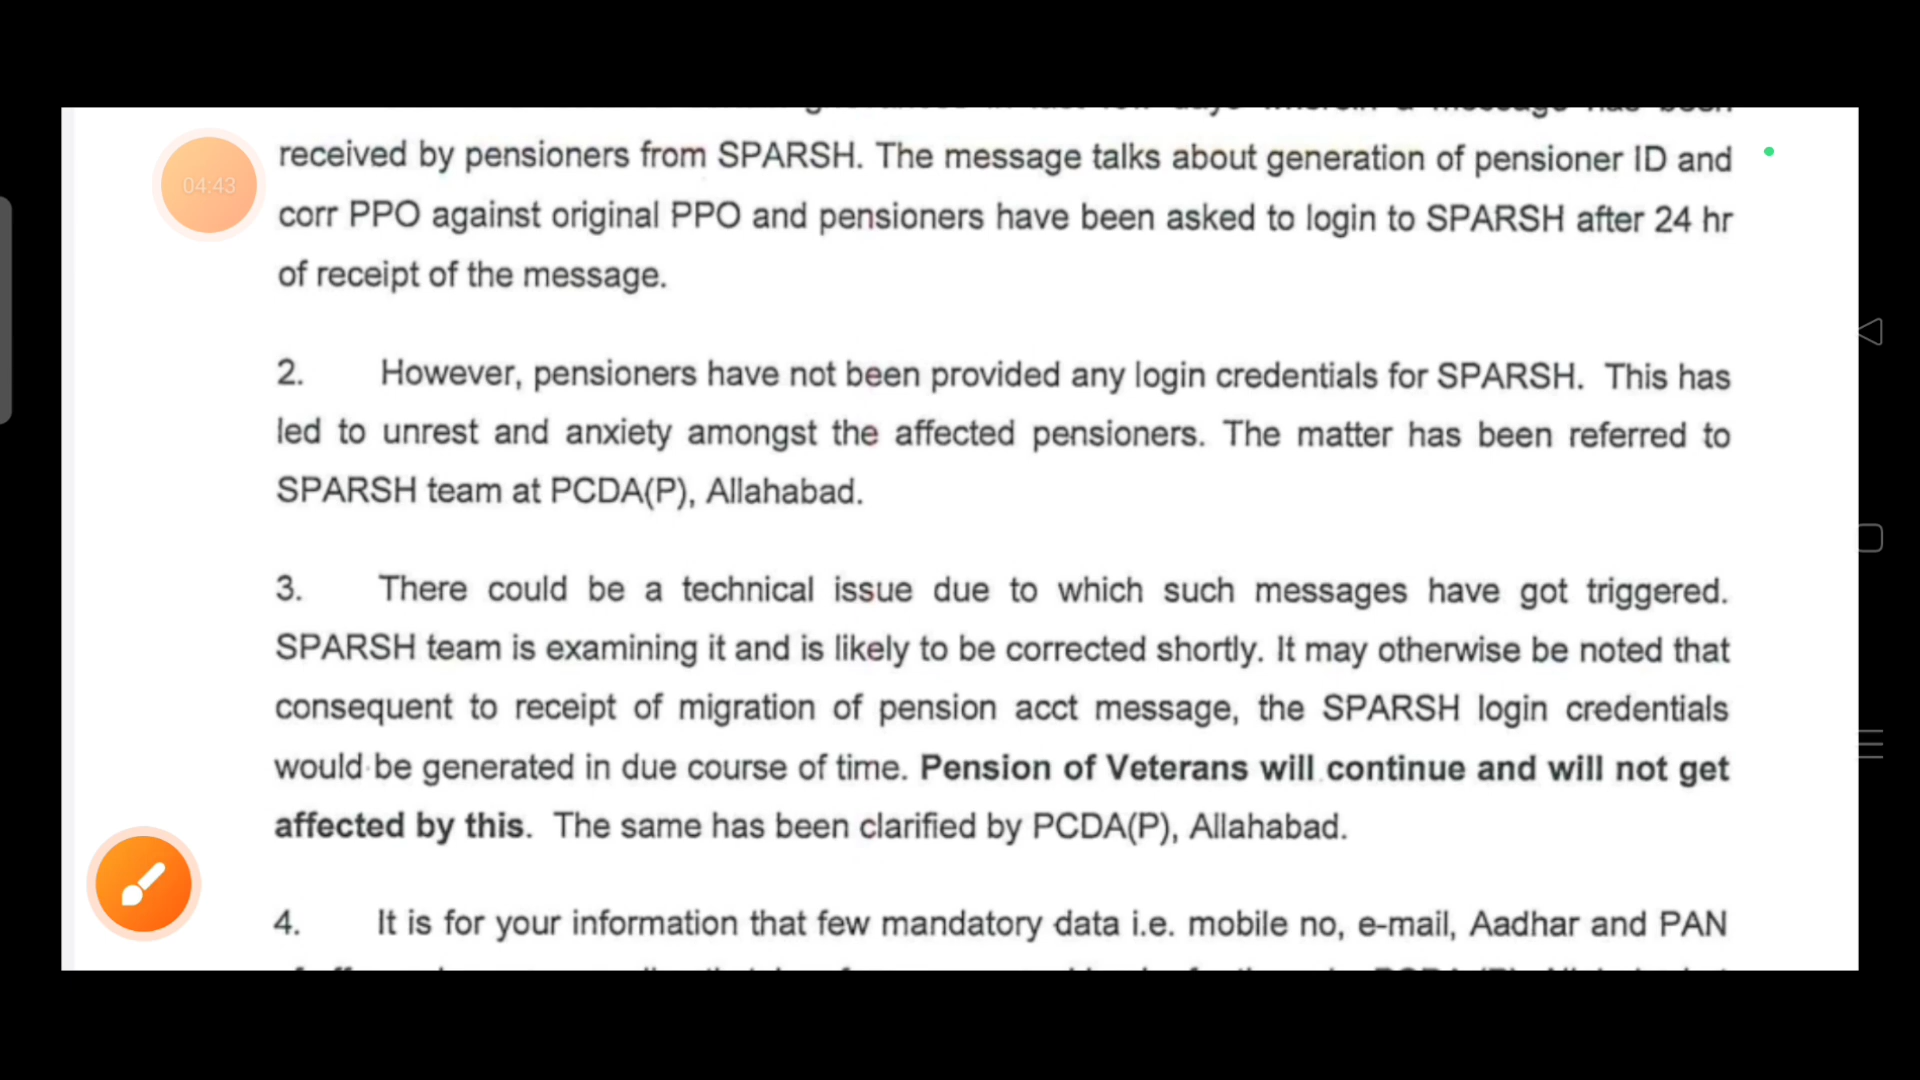 04:43
received by pensioners from SPARSH. The message talks about generation of pensioner ID and
corr PPO against original PPO and pensioners have been asked to login to SPARSH after 24 hr
of receipt of the message.
2. However, pensioners have not been provided any login credentials for SPARSH. This has
led to unrest and anxiety amongst the affected pensioners. The matter has been referred to
SPARSH team at PCDA(P), Allahabad.
3. There could be a technical issue due to which such messages have got triggered.
SPARSH team is examining it and is likely to be corrected shortly. It may otherwise be noted that
consequent to receipt of migration of pension acct message, the SPARSH login credentials
would be generated in due course of time. Pension of Veterans will continue and will not get
affected by this. The same has been clarified by PCDA(P), Allahabad.
4. It is for your information that few mandatory data i.e. mobile no, e-mail, Aadhar and PAN